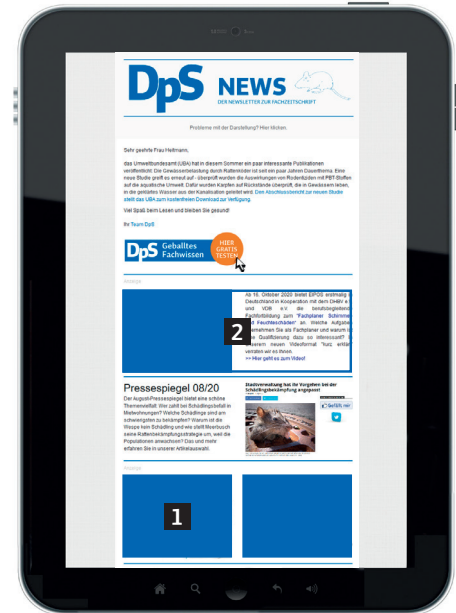 DpS NEWS
DER NEWSLETTER ZUR FACHZEITSCHRIFT
Probleme mit der Darstellung? Hier klicken.
Sehr geehrte Frau Heitmann,
das Umweltbundesamt (UBA) hat in diesem Sommer ein paar interessante Publikationen
veröffentlicht. Die Gewässerbelastung durch Rattenköder ist seit ein paar Jahren Dauerthema. Eine
neue Studie greift es erneut auf - überprüft wurden die Auswirkungen von Rodentiziden mit PBT-Stoffen
auf die aquatische Umwelt. Dafür wurden Karpfen auf Rückstände überprüft, die in Gewässern leben,
in die geklärtes Wasser aus der Kanalisation geleitet wird. Den Abschlussbericht zur neuen Studie
stellt das UBA zum kostenfreien Download zur Verfügung.
Viel Spaß beim Lesen und bleiben Sie gesund!
Ihr Team DpS
DpS Geballtes
Fachwissen
HIER
GRATIS
TESTEN
Anzeige
Ab 16. Oktober 2020 bietet EIPOS erstmalig
Deutschland in Kooperation mit dem DHBV e.
und VDB e.V. die berufsbegleitend
Fachfortbildung zum "Fachplaner Schimme
und Feuchteschäden" an. Welche Aufgabe
übernehmen Sie als Fachplaner und warum is
die Qualifizierung dazu so interessant? In
unserem neuen Videoformat "kurz erklär
verraten wir es Ihnen.
>> Hier geht es zum Video!
2
Pressespiegel 08/20
Der August-Pressespiegel bietet eine schöne
Themenvielfalt: Wer zahlt bei Schädlingsbefall in
Mietwohnungen? Welche Schädlinge sind am
schwierigsten zu bekämpfen? Warum ist die
Wespe kein Schädling und wie stellt Meerbusch
seine Rattenbekämpfungsstrategie um, weil die
Populationen anwuchsen? Das und mehr
erfahren Sie in unserer Artikelauswahl.
Stadtverwaltung hat ihr Vorgehen bei der
Schädlingsbekämpfung angepasst
Gefällt mir
Anzeige
1